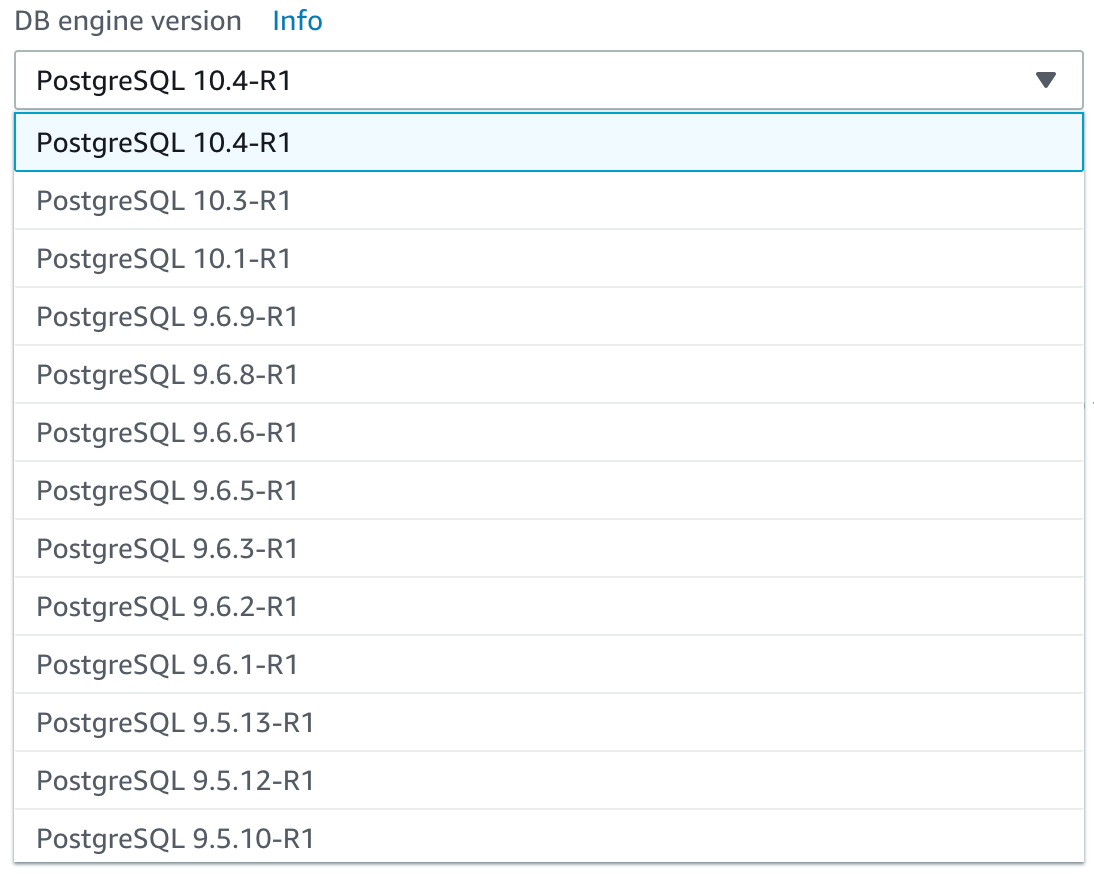 DB engine version Info
PostgreSQL 10.4-R1
PostgreSQL 10.4-R1
PostgreSQL 10.3-R1
PostgreSQL 10.1-R1
PostgreSQL 9.6.9-R1
PostgreSQL 9.6.8-R1
PostgreSQL 9.6.6-R1
PostgreSQL 9.6.5-R1
PostgreSQL 9.6.3-R1
PostgreSQL 9.6.2-R1
PostgreSQL 9.6.1-R1
PostgreSQL 9.5.13-R1
PostgreSQL 9.5.12-R1
PostgreSQL 9.5.10-R1